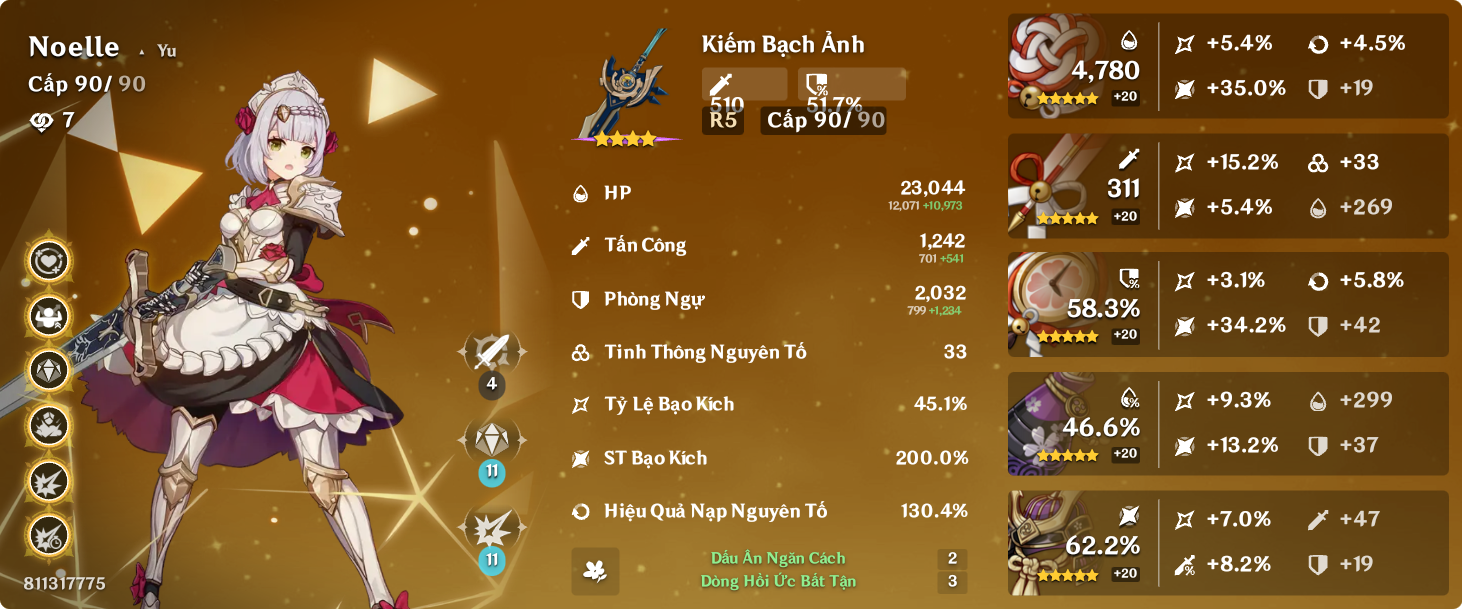 Noelle Yu
Cấp 90/ 90
7
4
11
11
811317775
Kiếm Bạch Ảnh
510 51.7%
R5 Cấp 90/ 90
HP 23,044
12,071 +10,973
Tấn Công 1,242
701 +541
Phòng Ngự 2,032
799 +1,234
Tinh Thông Nguyên Tố 33
Tỷ Lệ Bạo Kích 45.1%
ST Bạo Kích 200.0%
Hiệu Quả Nạp Nguyên Tố 130.4%
Dấu Ấn Ngăn Cách 2
Dòng Hồi Ức Bất Tận 3
4,780
+20
+5.4% +4.5%
+35.0% +19
311
+20
+15.2% +33
+5.4% +269
58.3%
+20
+3.1% +5.8%
+34.2% +42
46.6%
+20
+9.3% +299
+13.2% +37
62.2%
+20
+7.0% +47
+8.2% +19